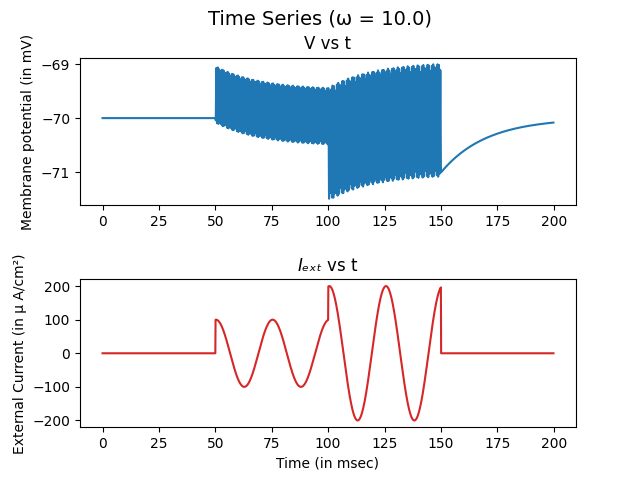 Time Series (ω = 10.0)
V vs t
Membrane potential (in mV)
−69
−70
−71
0 25 50 75 100 125 150 175 200
Iₑₓₜ vs t
External Current (in μ A/cm²)
200
100
0
−100
−200
0 25 50 75 100 125 150 175 200
Time (in msec)